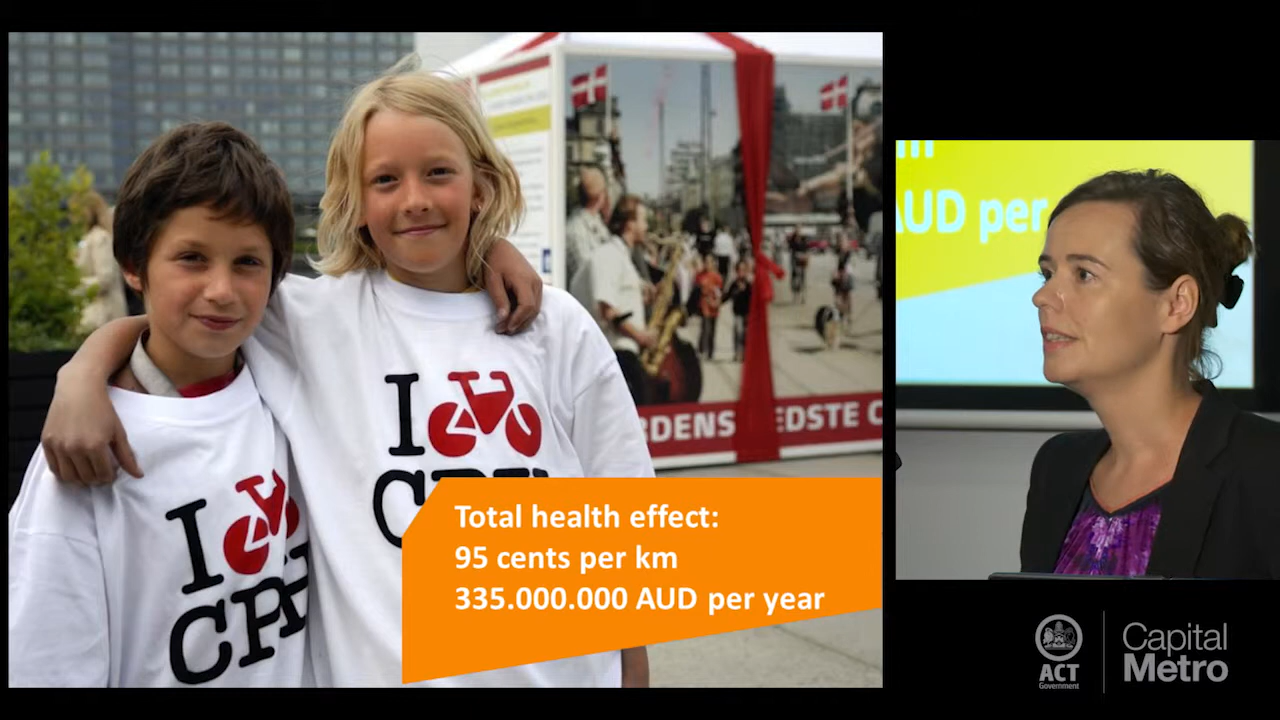 I
CPH
I
CPH
RDENS EDSTE C
Total health effect:
95 cents per km
335.000.000 AUD per year
AUD per
ACT
Government
Capital
Metro